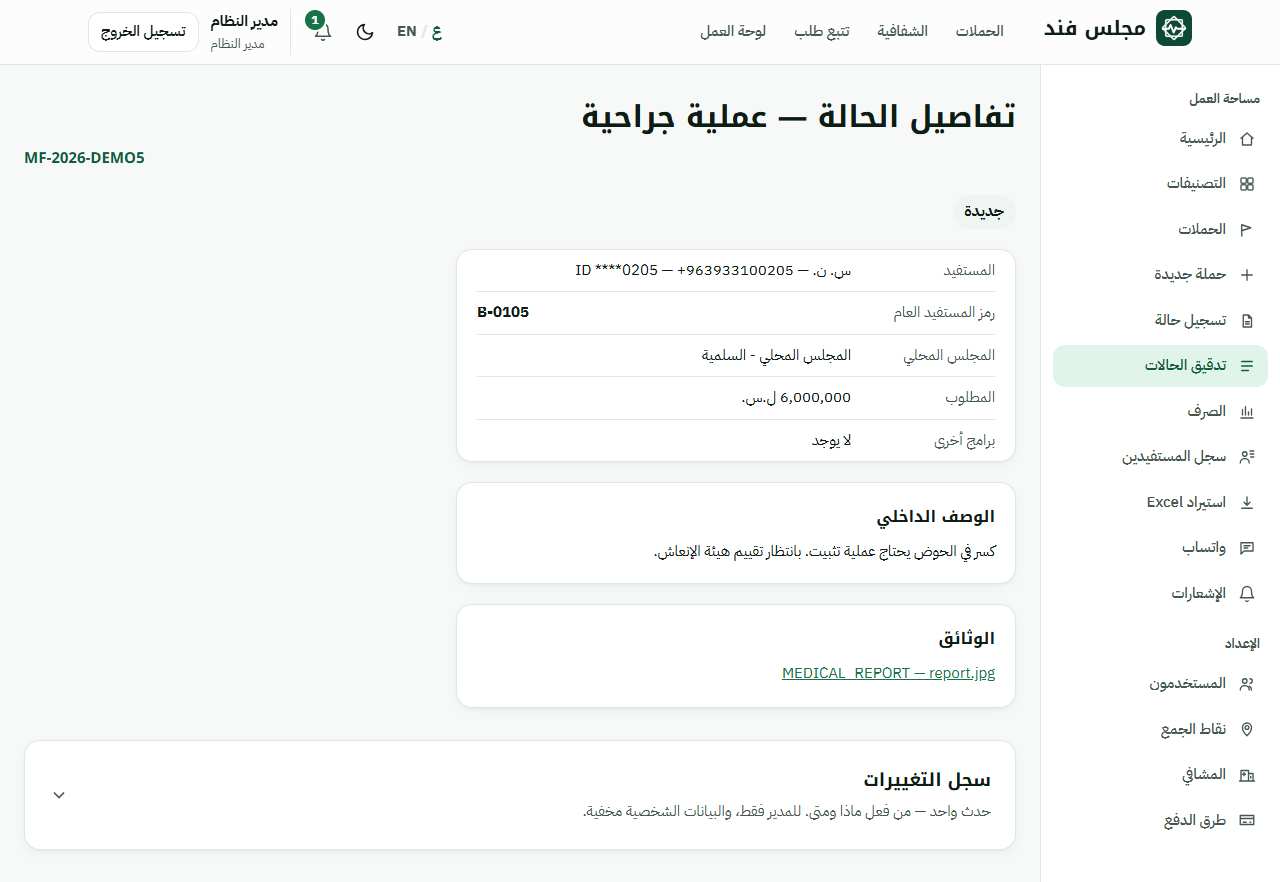 مجلس فند
الحملات
الشفافية
تتبع طلب
لوحة العمل
ع / EN
1
مدير النظام
مدير النظام
تسجيل الخروج
مساحة العمل
الرئيسية
التصنيفات
الحملات
حملة جديدة
تسجيل حالة
تدقيق الحالات
الصرف
سجل المستفيدين
استيراد Excel
واتساب
الإشعارات
الإعداد
المستخدمون
نقاط الجمع
المشافي
طرق الدفع
تفاصيل الحالة — عملية جراحية
MF-2026-DEMO5
جديدة
المستفيد س. ن. — 963933100205+ — ID ****0205
رمز المستفيد العام B-0105
المجلس المحلي المجلس المحلي - السلمية
المطلوب 6,000,000 ل.س.
برامج أخرى لا يوجد
الوصف الداخلي
كسر في الحوض يحتاج عملية تثبيت. بانتظار تقييم هيئة الإنعاش.
الوثائق
MEDICAL_REPORT — report.jpg
سجل التغييرات
حدث واحد — من فعل ماذا ومتى. للمدير فقط، والبيانات الشخصية مخفية.